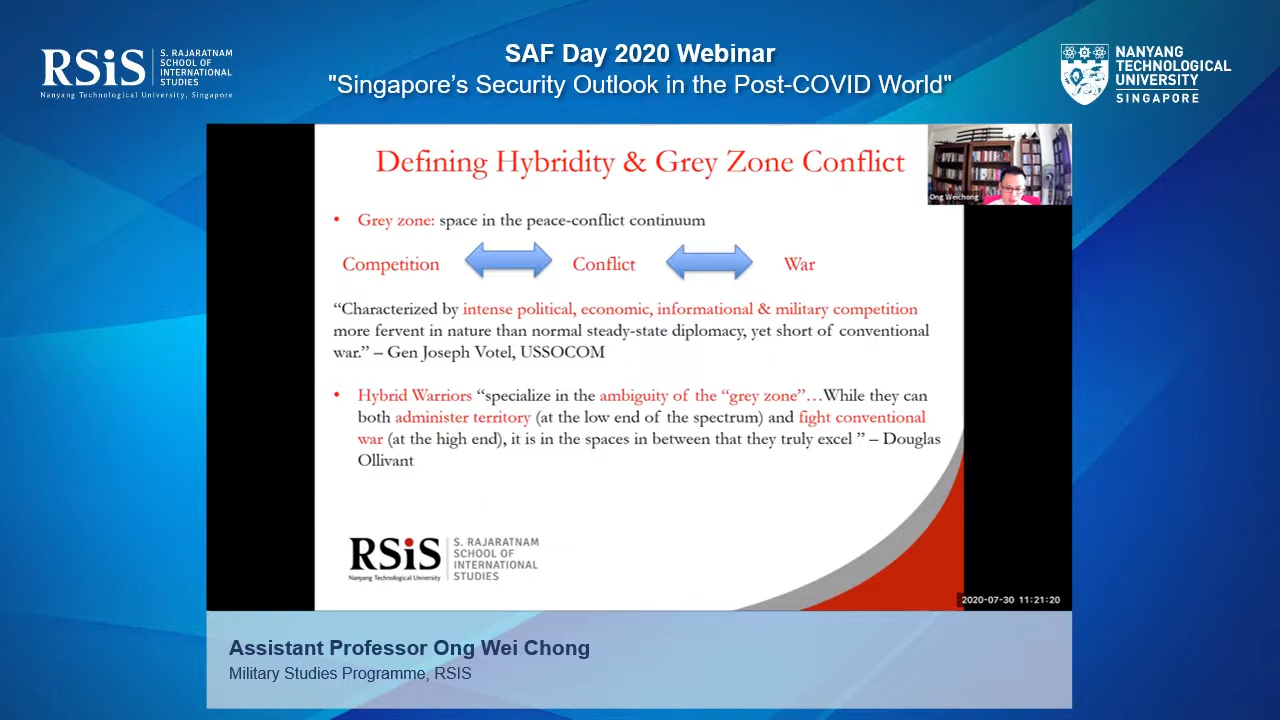 RSiS
S. RAJARATNAM
SCHOOL OF
INTERNATIONAL
STUDIES
Nanyang Technological University, Singapore
SAF Day 2020 Webinar
"Singapore's Security Outlook in the Post-COVID World"
NANYANG
TECHNOLOGICAL
UNIVERSITY
SINGAPORE
Defining Hybridity & Grey Zone Conflict
Ong Weichong
• Grey zone: space in the peace-conflict continuum
Competition Conflict War
“Characterized by intense political, economic, informational & military competition
more fervent in nature than normal steady-state diplomacy, yet short of conventional
war.” – Gen Joseph Votel, USSOCOM
• Hybrid Warriors “specialize in the ambiguity of the “grey zone”…While they can
both administer territory (at the low end of the spectrum) and fight conventional
war (at the high end), it is in the spaces in between that they truly excel ” – Douglas
Ollivant
RSiS
Nanyang Technological University
S. RAJARATNAM
SCHOOL OF
INTERNATIONAL
STUDIES
2020-07-30 11:21:20
Assistant Professor Ong Wei Chong
Military Studies Programme, RSIS